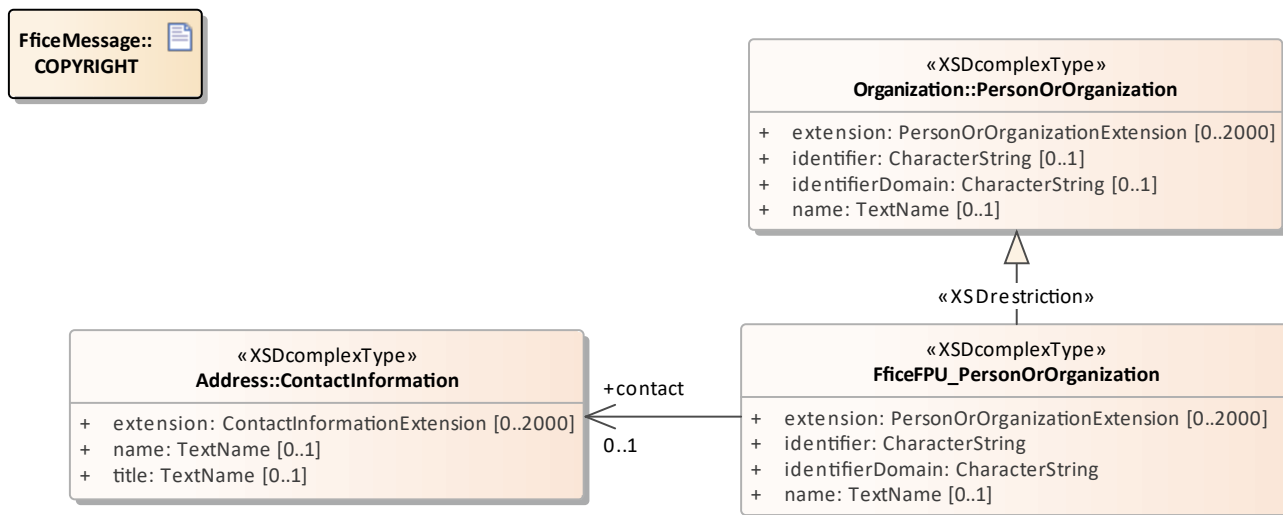 FficeMessage::
COPYRIGHT
«XSDcomplexType»
Organization::PersonOrOrganization
+ extension: PersonOrOrganizationExtension [0..2000]
+ identifier: CharacterString [0..1]
+ identifierDomain: CharacterString [0..1]
+ name: TextName [0..1]
«XSDrestriction»
«XSDcomplexType»
Address::ContactInformation
+ extension: ContactInformationExtension [0..2000]
+ name: TextName [0..1]
+ title: TextName [0..1]
+contact
0..1
«XSDcomplexType»
FficeFPU_PersonOrOrganization
+ extension: PersonOrOrganizationExtension [0..2000]
+ identifier: CharacterString
+ identifierDomain: CharacterString
+ name: TextName [0..1]